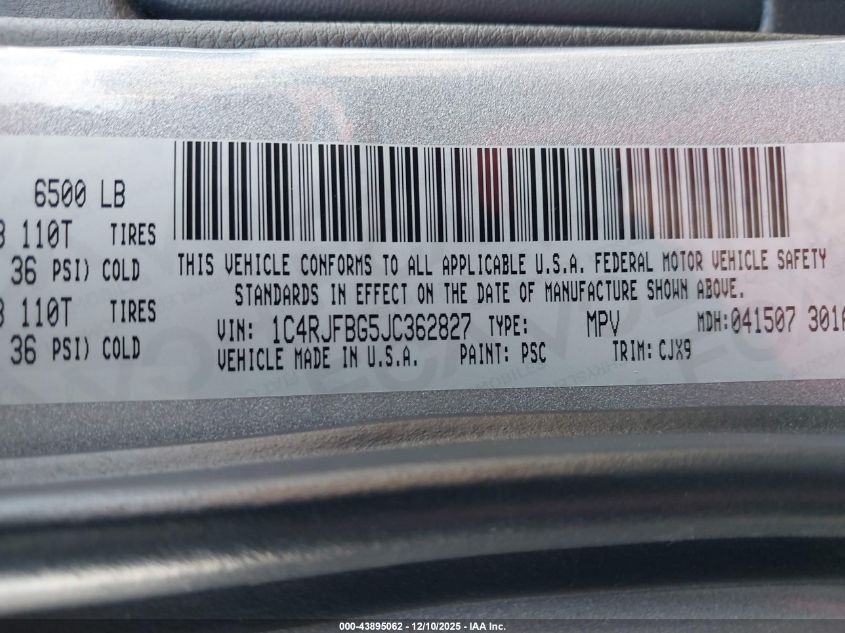 6500 LB
110T TIRES
36 PSI) COLD
110T TIRES
36 PSI) COLD
THIS VEHICLE CONFORMS TO ALL APPLICABLE U.S.A. FEDERAL MOTOR VEHICLE SAFETY
STANDARDS IN EFFECT ON THE DATE OF MANUFACTURE SHOWN ABOVE.
VIN: 1C4RJFBG5JC362827 TYPE: MPV MDH:041507 301
VEHICLE MADE IN U.S.A. PAINT: PSC TRIM: CJX9
000-43895062 - 12/10/2025 - IAA Inc.